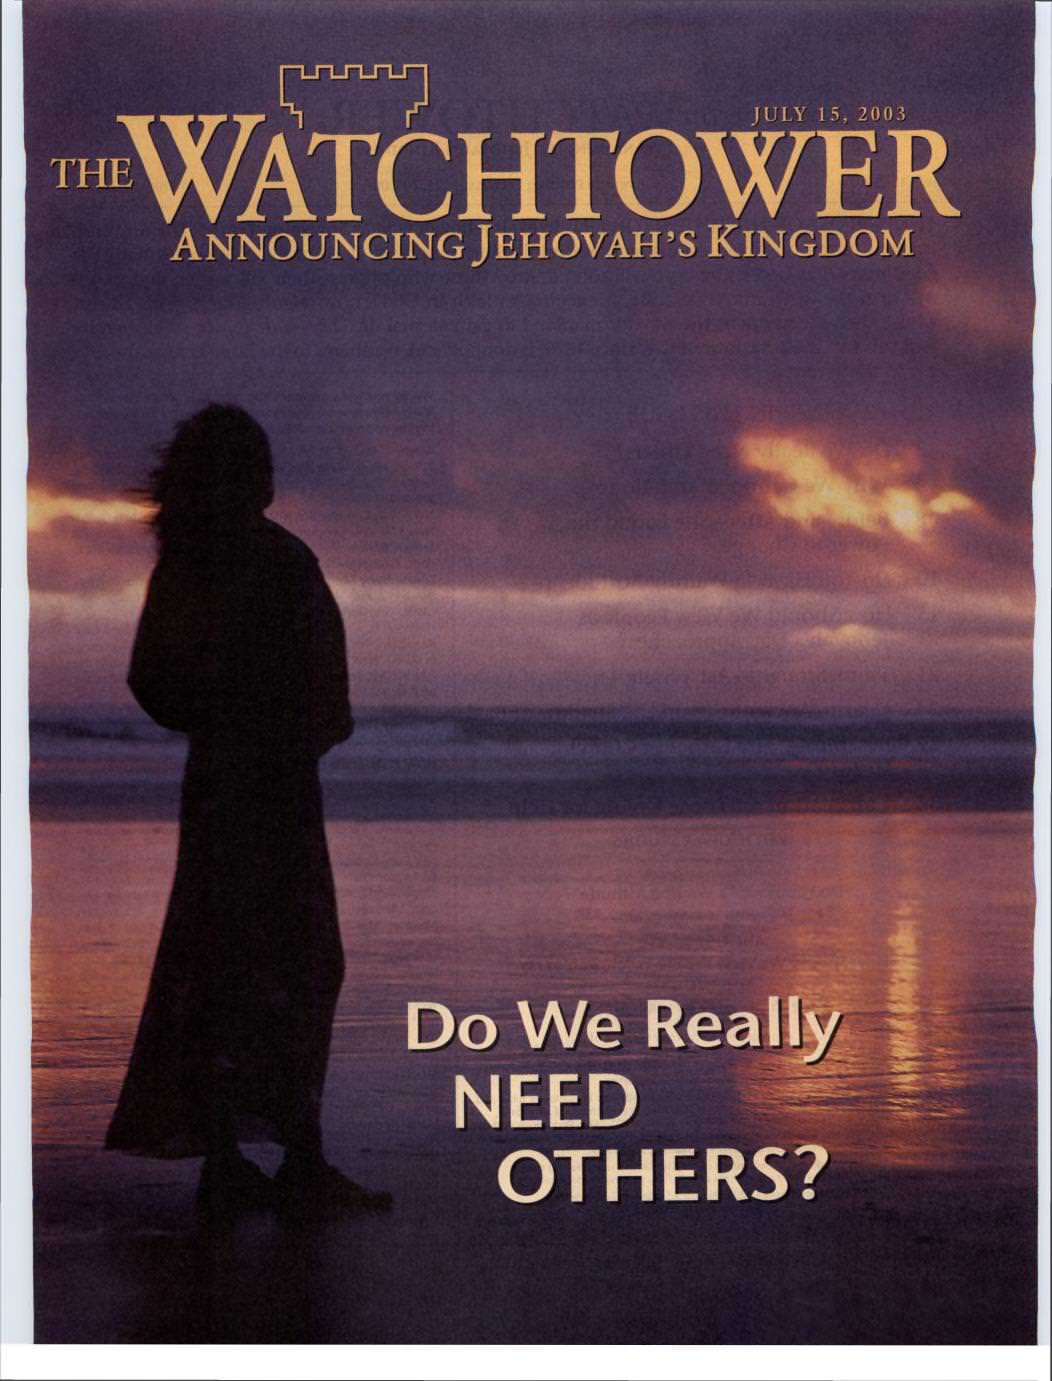 JULY 15, 2003
THE WATCHTOWER
ANNOUNCING JEHOVAH'S KINGDOM
Do We Really
NEED
OTHERS?